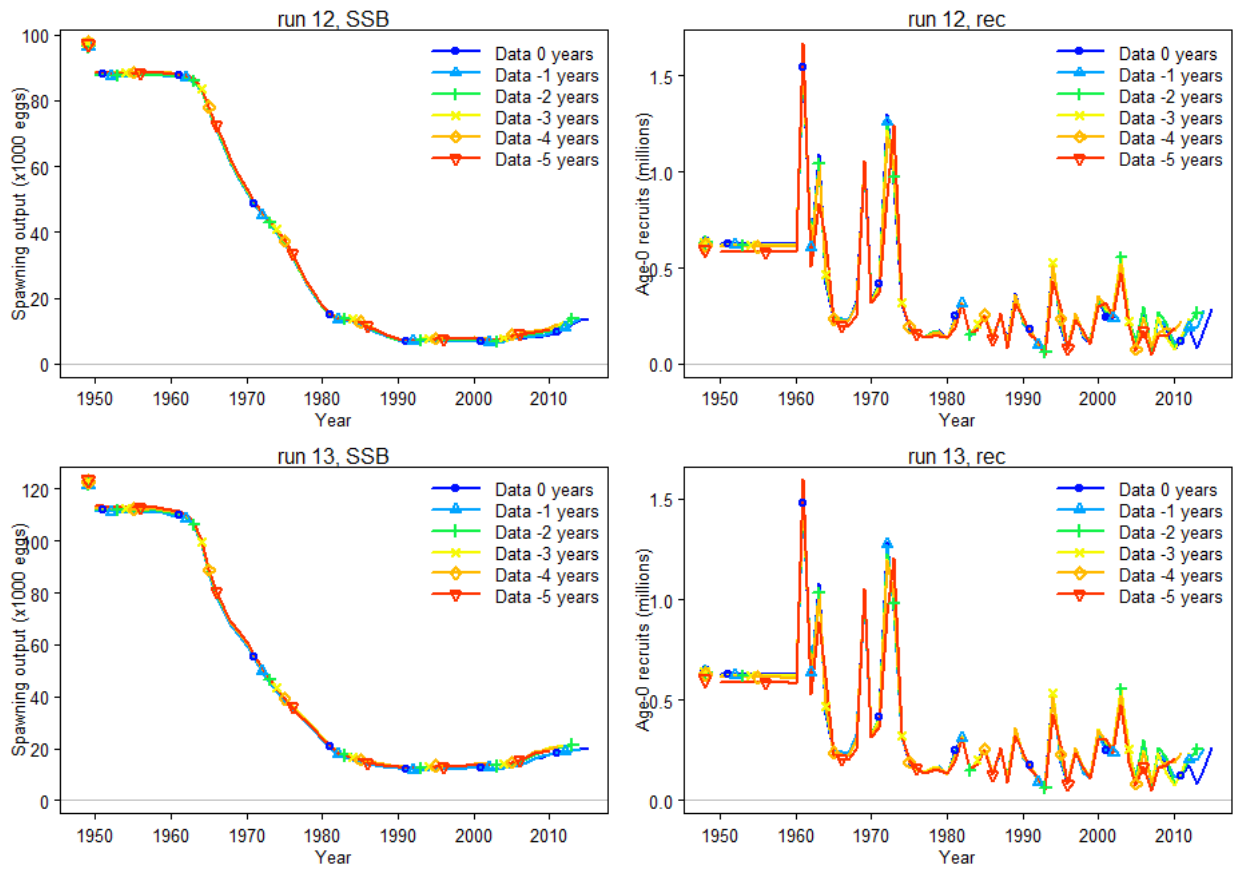 run 12, SSB
100
80
60
40
20
0
Spawning output (x1000 eggs)
Data 0 years
Data -1 years
Data -2 years
Data -3 years
Data -4 years
Data -5 years
1950 1960 1970 1980 1990 2000 2010
Year
run 12, rec
1.5
1.0
0.5
0.0
Age-0 recruits (millions)
Data 0 years
Data -1 years
Data -2 years
Data -3 years
Data -4 years
Data -5 years
1950 1960 1970 1980 1990 2000 2010
Year
run 13, SSB
120
100
80
60
40
20
0
Spawning output (x1000 eggs)
Data 0 years
Data -1 years
Data -2 years
Data -3 years
Data -4 years
Data -5 years
1950 1960 1970 1980 1990 2000 2010
Year
run 13, rec
1.5
1.0
0.5
0.0
Age-0 recruits (millions)
Data 0 years
Data -1 years
Data -2 years
Data -3 years
Data -4 years
Data -5 years
1950 1960 1970 1980 1990 2000 2010
Year